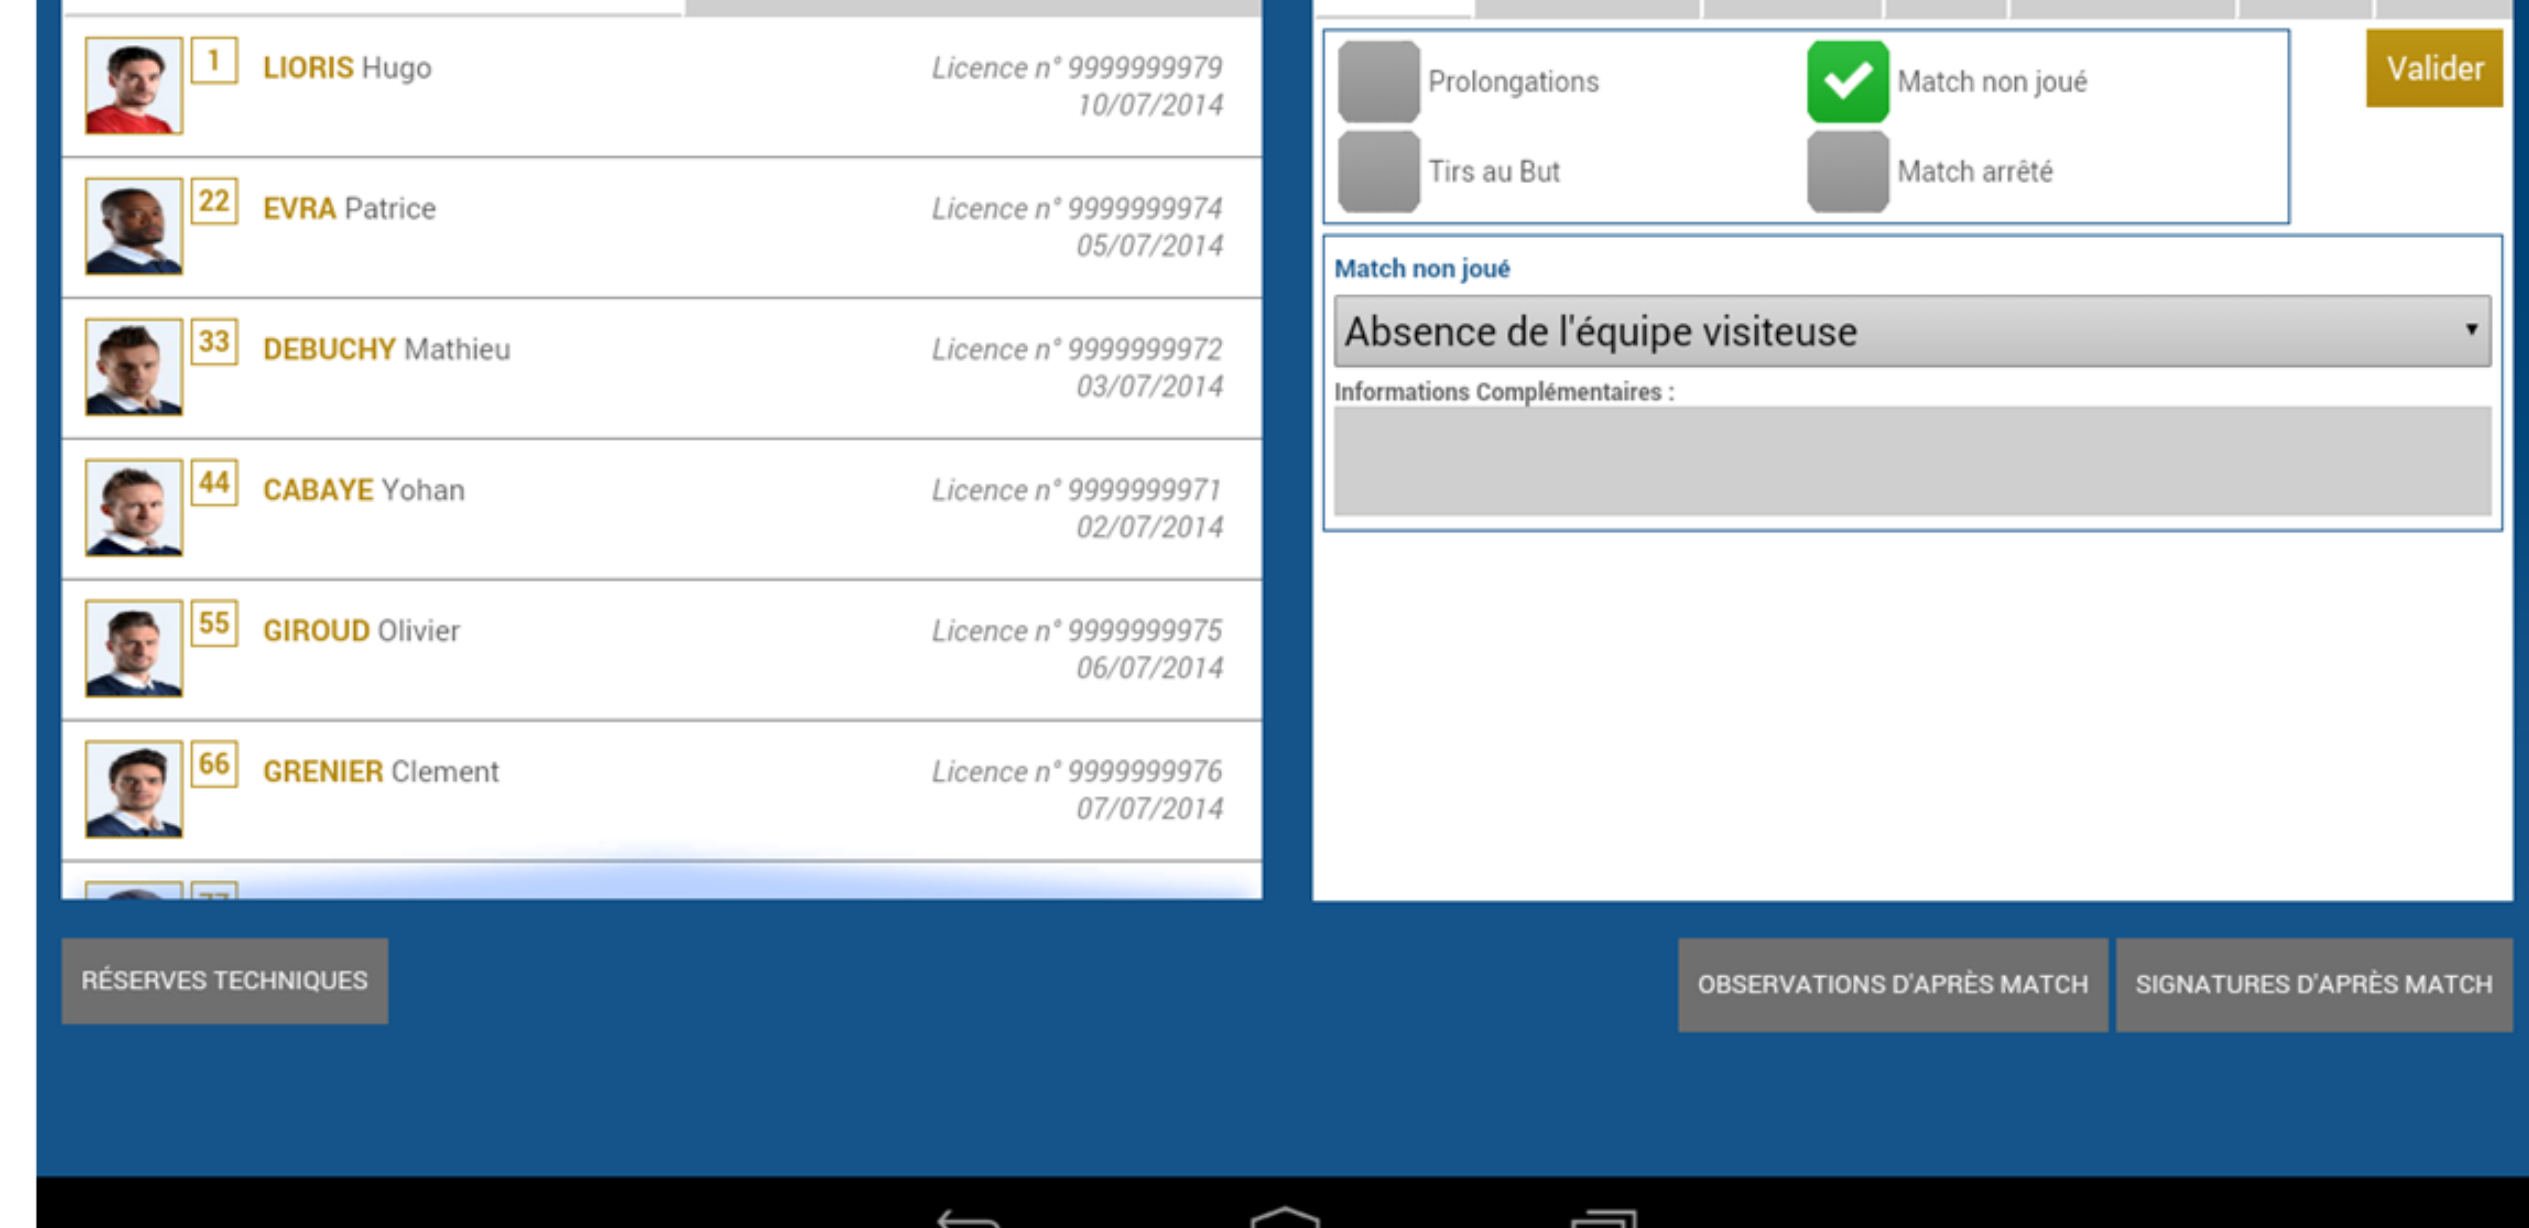 1
LIORIS Hugo
Licence n° 9999999979
10/07/2014
22
EVRA Patrice
Licence n° 9999999974
05/07/2014
33
DEBUCHY Mathieu
Licence n° 9999999972
03/07/2014
44
CABAYE Yohan
Licence n° 9999999971
02/07/2014
55
GIROUD Olivier
Licence n° 9999999975
06/07/2014
66
GRENIER Clement
Licence n° 9999999976
07/07/2014
RÉSERVES TECHNIQUES
Prolongations
Match non joué
Valider
Tirs au But
Match arrêté
Match non joué
Absence de l'équipe visiteuse
Informations Complémentaires :
OBSERVATIONS D'APRÈS MATCH
SIGNATURES D'APRÈS MATCH